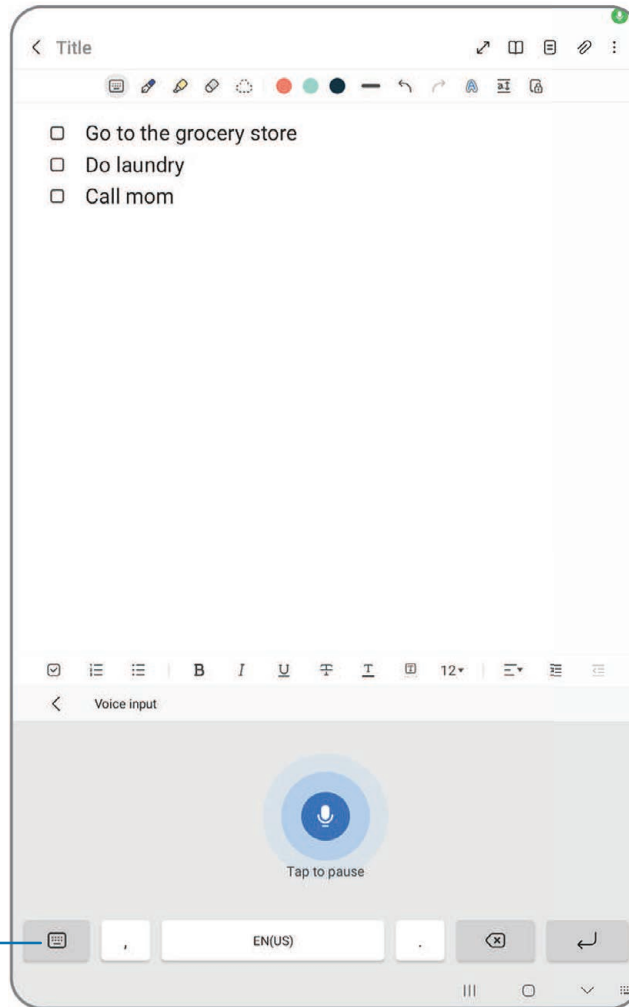 Title
Go to the grocery store
Do laundry
Call mom
B I U T T T 12
Voice input
Tap to pause
, EN(US) .